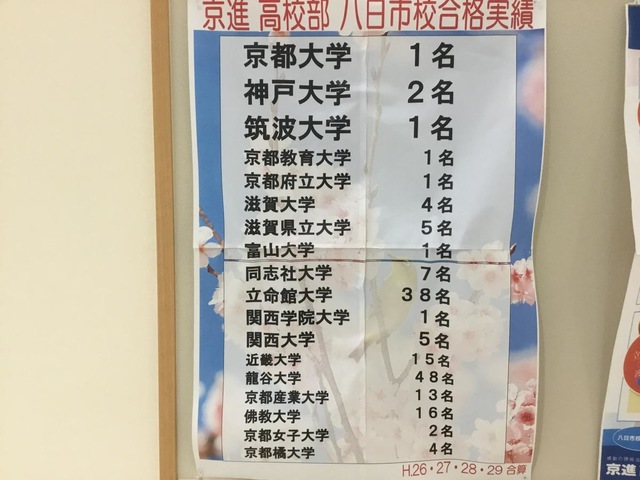 京進 高校部 八日市校合格実績
京都大学 1名
神戸大学 2名
筑波大学 1名
京都教育大学 1名
京都府立大学 1名
滋賀大学 4名
滋賀県立大学 5名
富山大学 1名
同志社大学 7名
立命館大学 38名
関西学院大学 1名
関西大学 5名
近畿大学 15名
龍谷大学 48名
京都産業大学 13名
佛教大学 16名
京都女子大学 2名
京都橘大学 4名
H.26・27・28・29合算
八日市校
京進